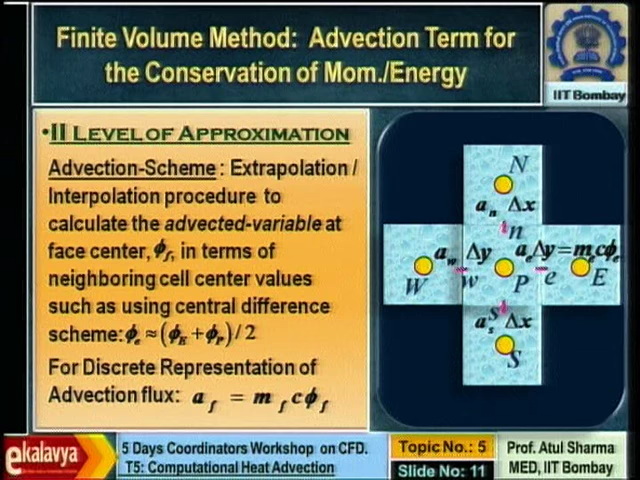 Finite Volume Method: Advection Term for
the Conservation of Mom./Energy
IIT Bombay
•II LEVEL OF APPROXIMATION
Advection-Scheme : Extrapolation /
Interpolation procedure to
calculate the advected-variable at
face center, ϕf, in terms of
neighboring cell center values
such as using central difference
scheme: ϕe ≈ (ϕE + ϕP) / 2
For Discrete Representation of
Advection flux: af = mf cϕf
N
an Δx
n
aw Δy
ae Δy = me cϕe
W
w
P
e
E
s
as Δx
S
ekalavya
5 Days Coordinators Workshop on CFD.
T5: Computational Heat Advection
Topic No.: 5
Slide No: 11
Prof. Atul Sharma
MED, IIT Bombay